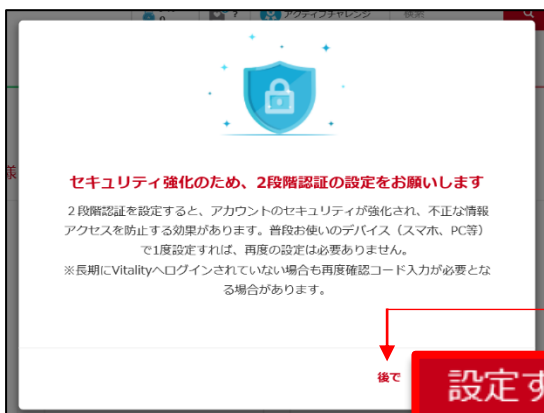 アクティブチャレンジ
検索
様
セキュリティ強化のため、2段階認証の設定をお願いします
2段階認証を設定すると、アカウントのセキュリティが強化され、不正な情報
アクセスを防止する効果があります。普段お使いのデバイス（スマホ、PC等）
で1度設定すれば、再度の設定は必要ありません。
※長期にVitalityへログインされていない場合も再度確認コード入力が必要とな
る場合があります。
後で
設定す